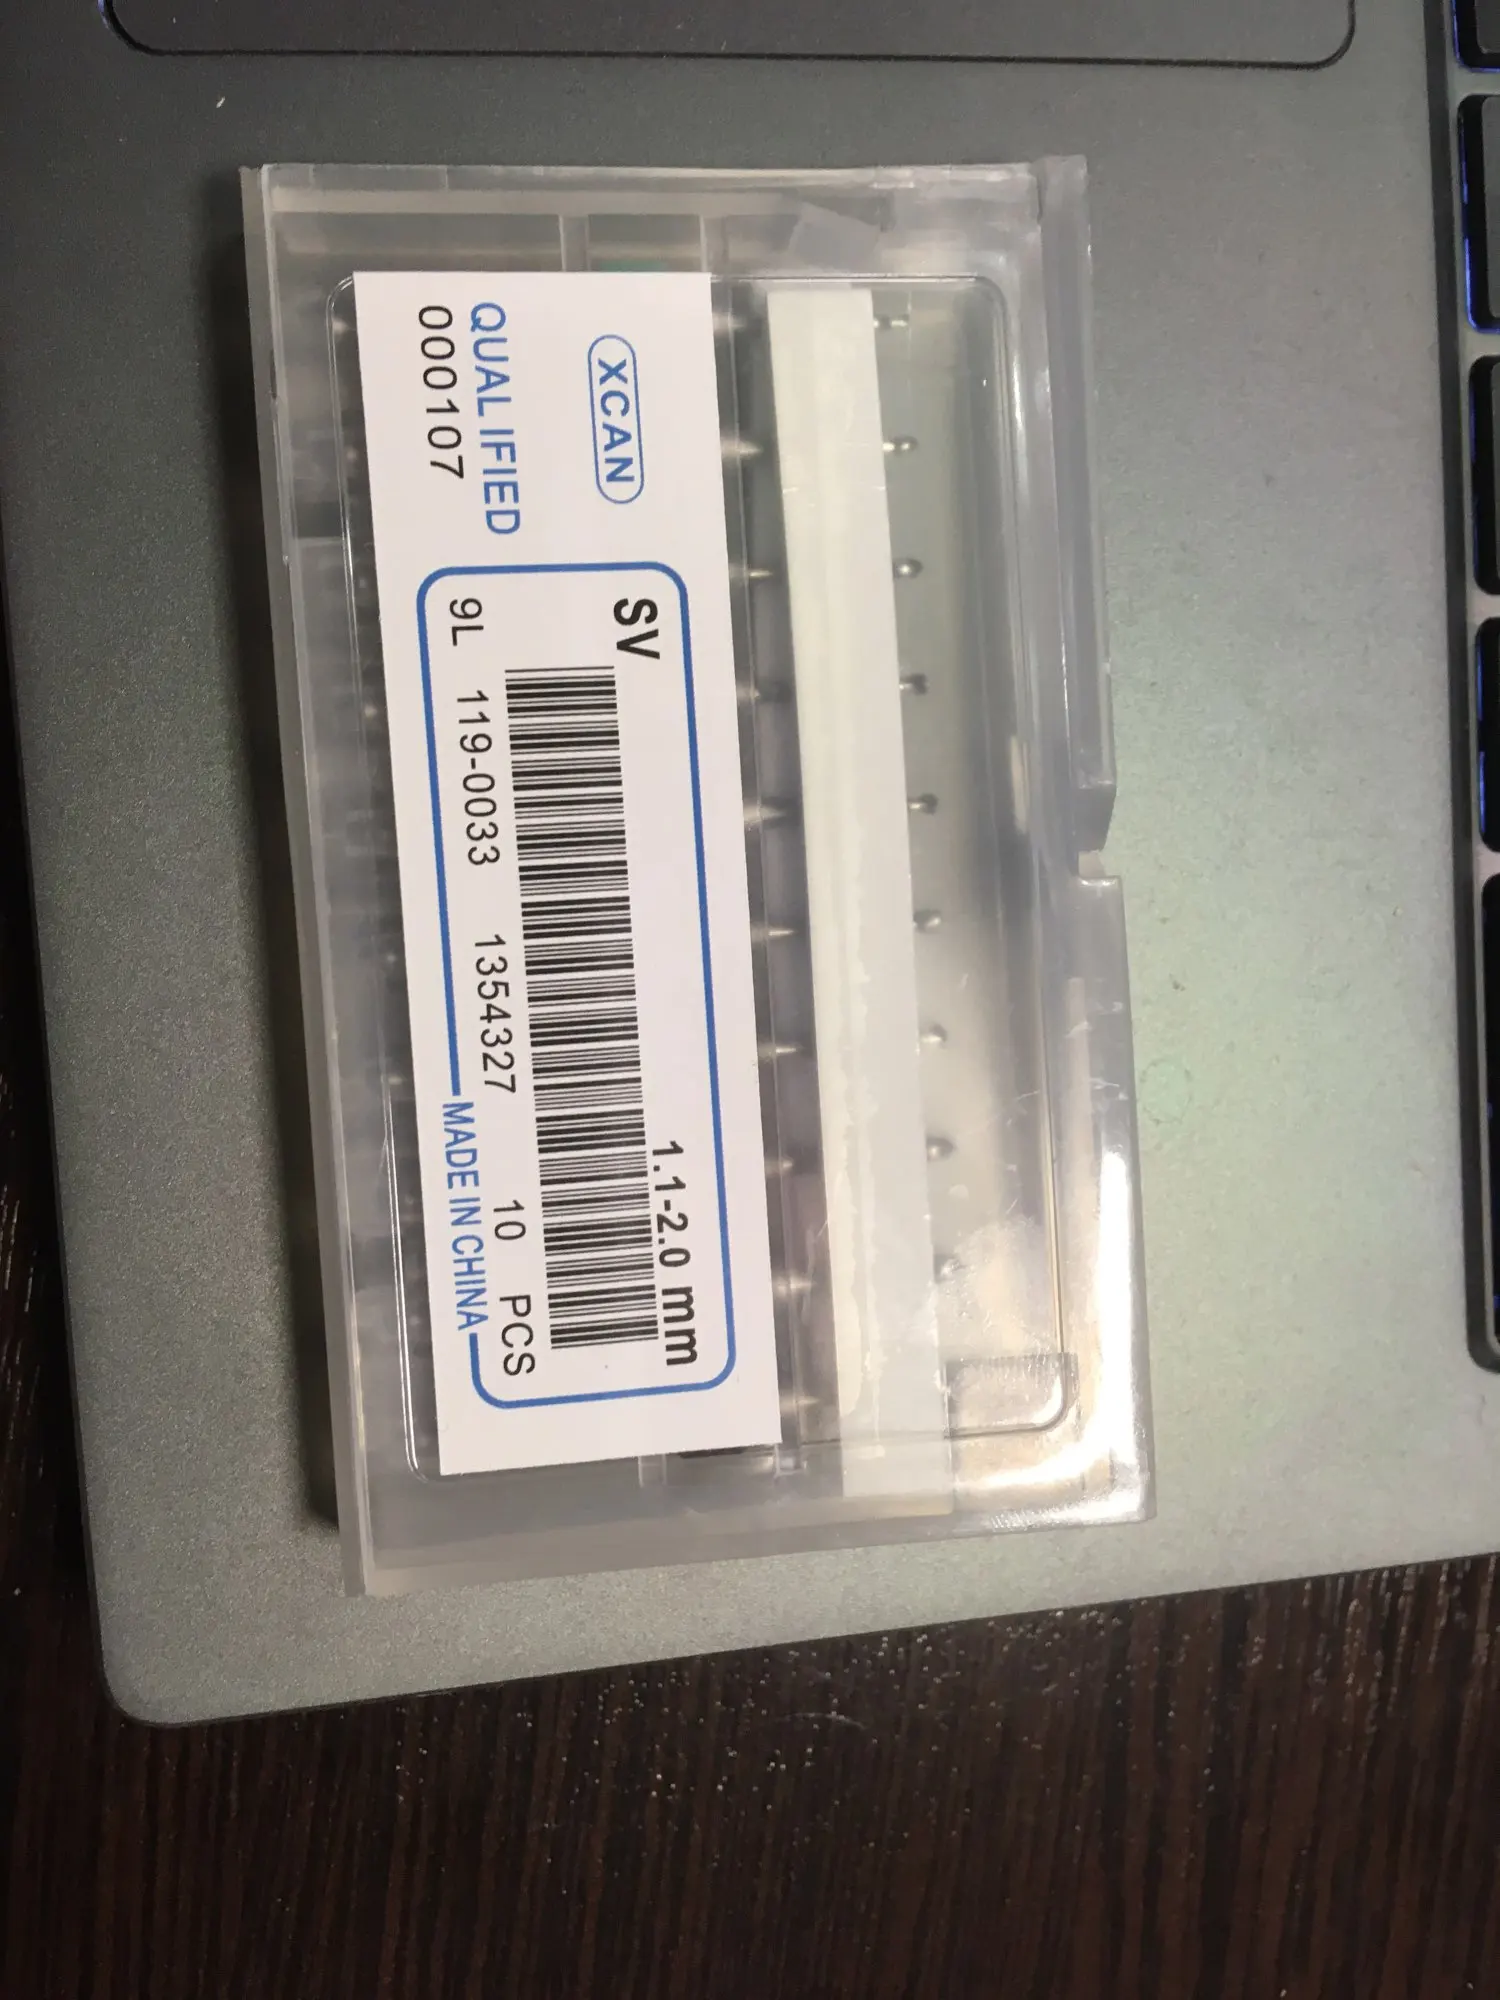 XCAN
QUALIFIED
000107
SV
1.1-2.0 mm
9L 119-0033 1354327 10 PCS
MADE IN CHINA